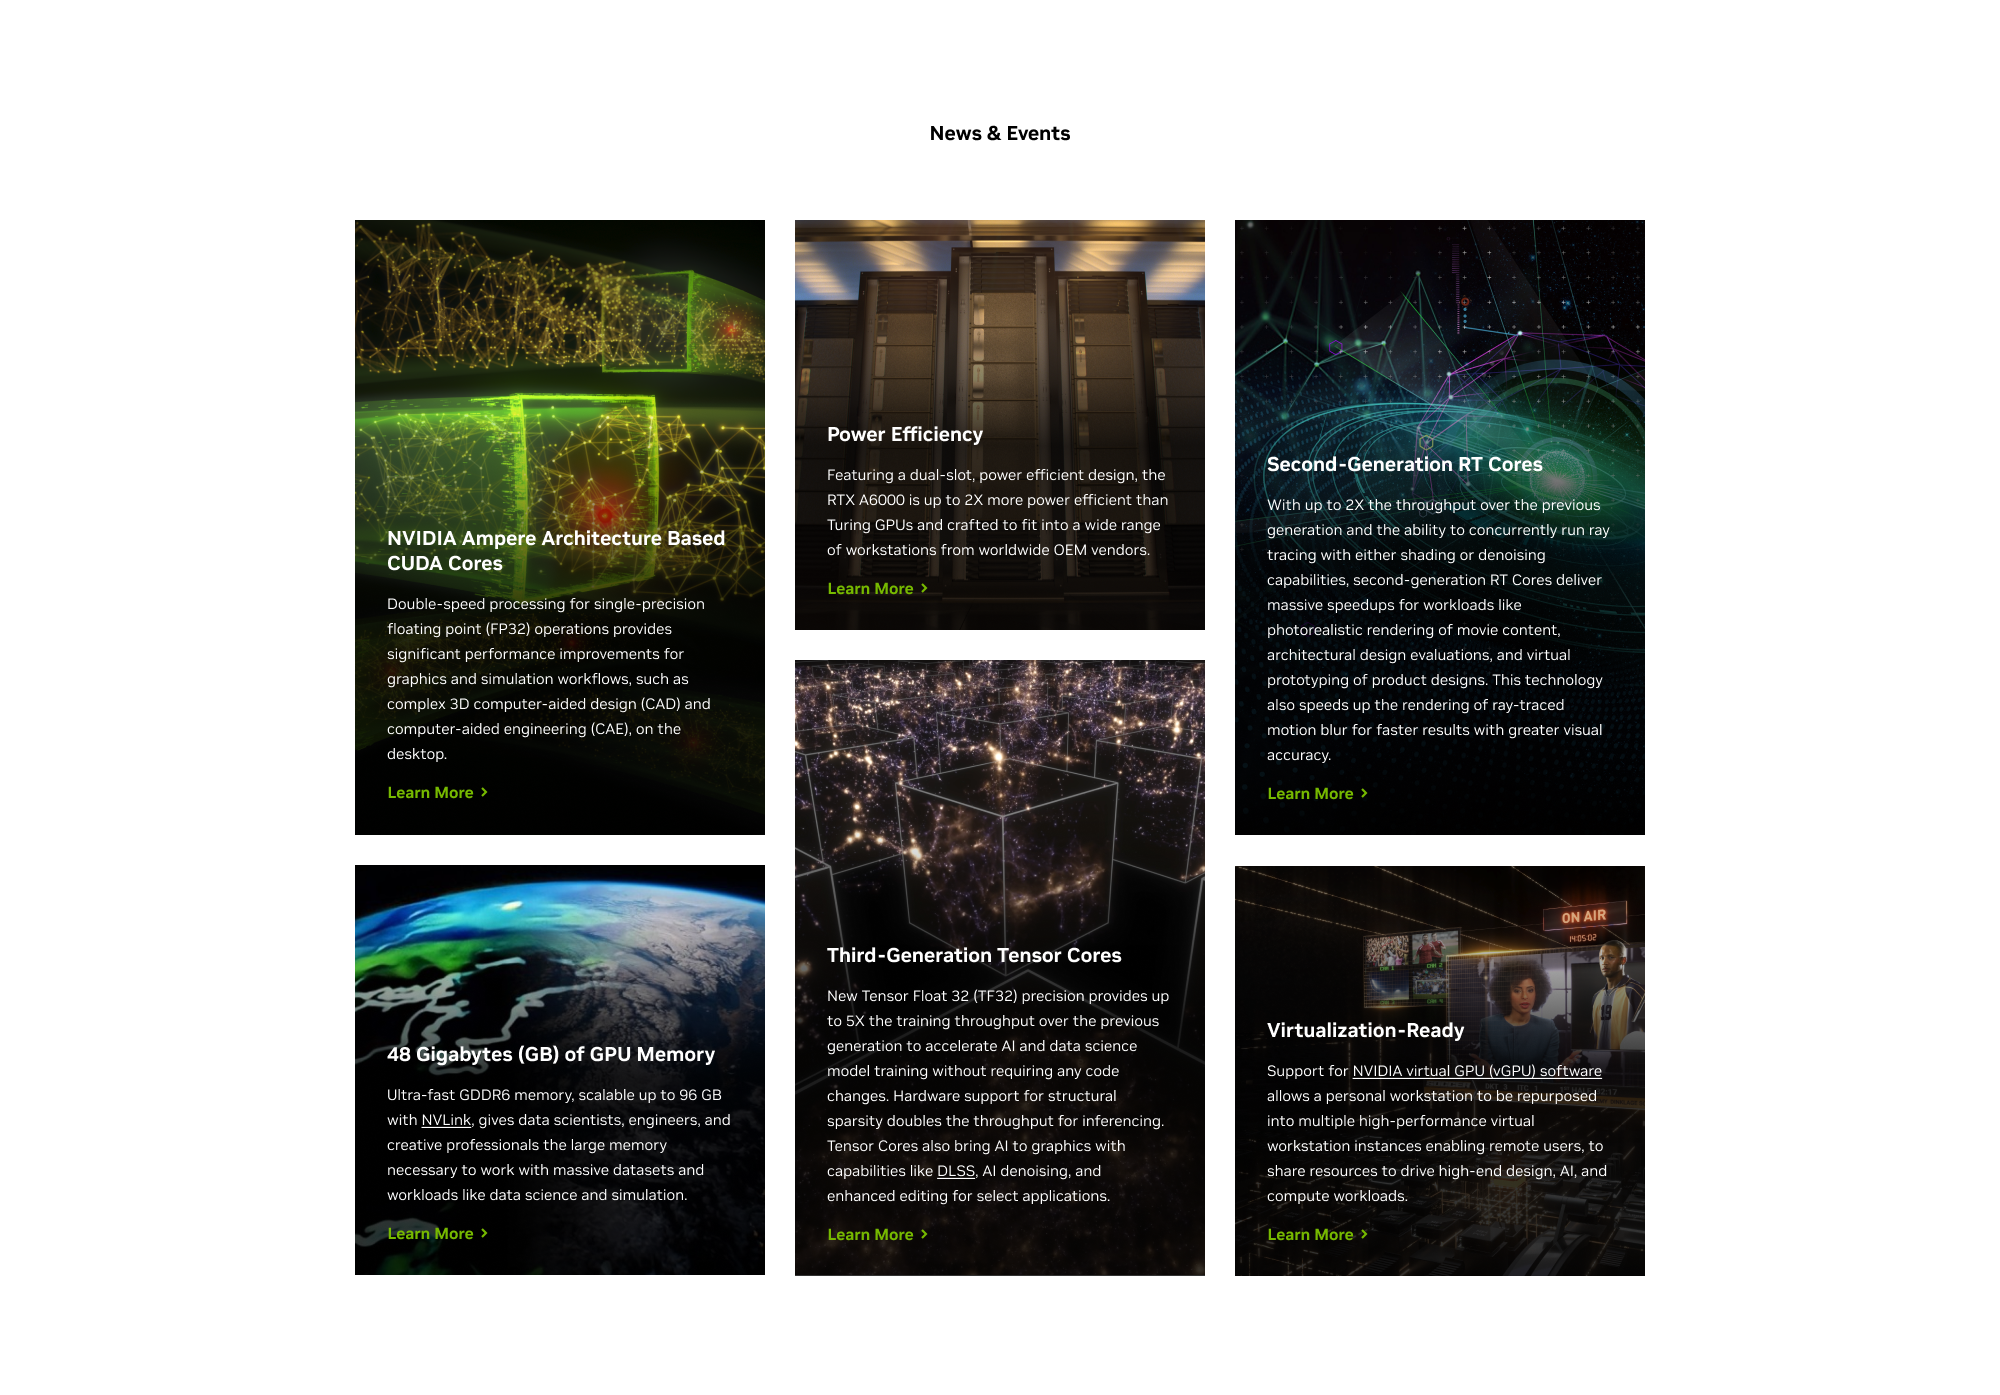 News & Events
NVIDIA Ampere Architecture Based
CUDA Cores
Double-speed processing for single-precision
floating point (FP32) operations provides
significant performance improvements for
graphics and simulation workflows, such as
complex 3D computer-aided design (CAD) and
computer-aided engineering (CAE), on the
desktop.
Learn More
48 Gigabytes (GB) of GPU Memory
Ultra-fast GDDR6 memory, scalable up to 96 GB
with NVLink, gives data scientists, engineers, and
creative professionals the large memory
necessary to work with massive datasets and
workloads like data science and simulation.
Learn More
Power Efficiency
Featuring a dual-slot, power efficient design, the
RTX A6000 is up to 2X more power efficient than
Turing GPUs and crafted to fit into a wide range
of workstations from worldwide OEM vendors.
Learn More
Third-Generation Tensor Cores
New Tensor Float 32 (TF32) precision provides up
to 5X the training throughput over the previous
generation to accelerate AI and data science
model training without requiring any code
changes. Hardware support for structural
sparsity doubles the throughput for inferencing.
Tensor Cores also bring AI to graphics with
capabilities like DLSS, AI denoising, and
enhanced editing for select applications.
Learn More
Second-Generation RT Cores
With up to 2X the throughput over the previous
generation and the ability to concurrently run ray
tracing with either shading or denoising
capabilities, second-generation RT Cores deliver
massive speedups for workloads like
photorealistic rendering of movie content,
architectural design evaluations, and virtual
prototyping of product designs. This technology
also speeds up the rendering of ray-traced
motion blur for faster results with greater visual
accuracy.
Learn More
ON AIR
14:05:02
CAM 1
CAM 2
19
Virtualization-Ready
Support for NVIDIA virtual GPU (vGPU) software
allows a personal workstation to be repurposed
into multiple high-performance virtual
workstation instances enabling remote users, to
share resources to drive high-end design, AI, and
compute workloads.
Learn More